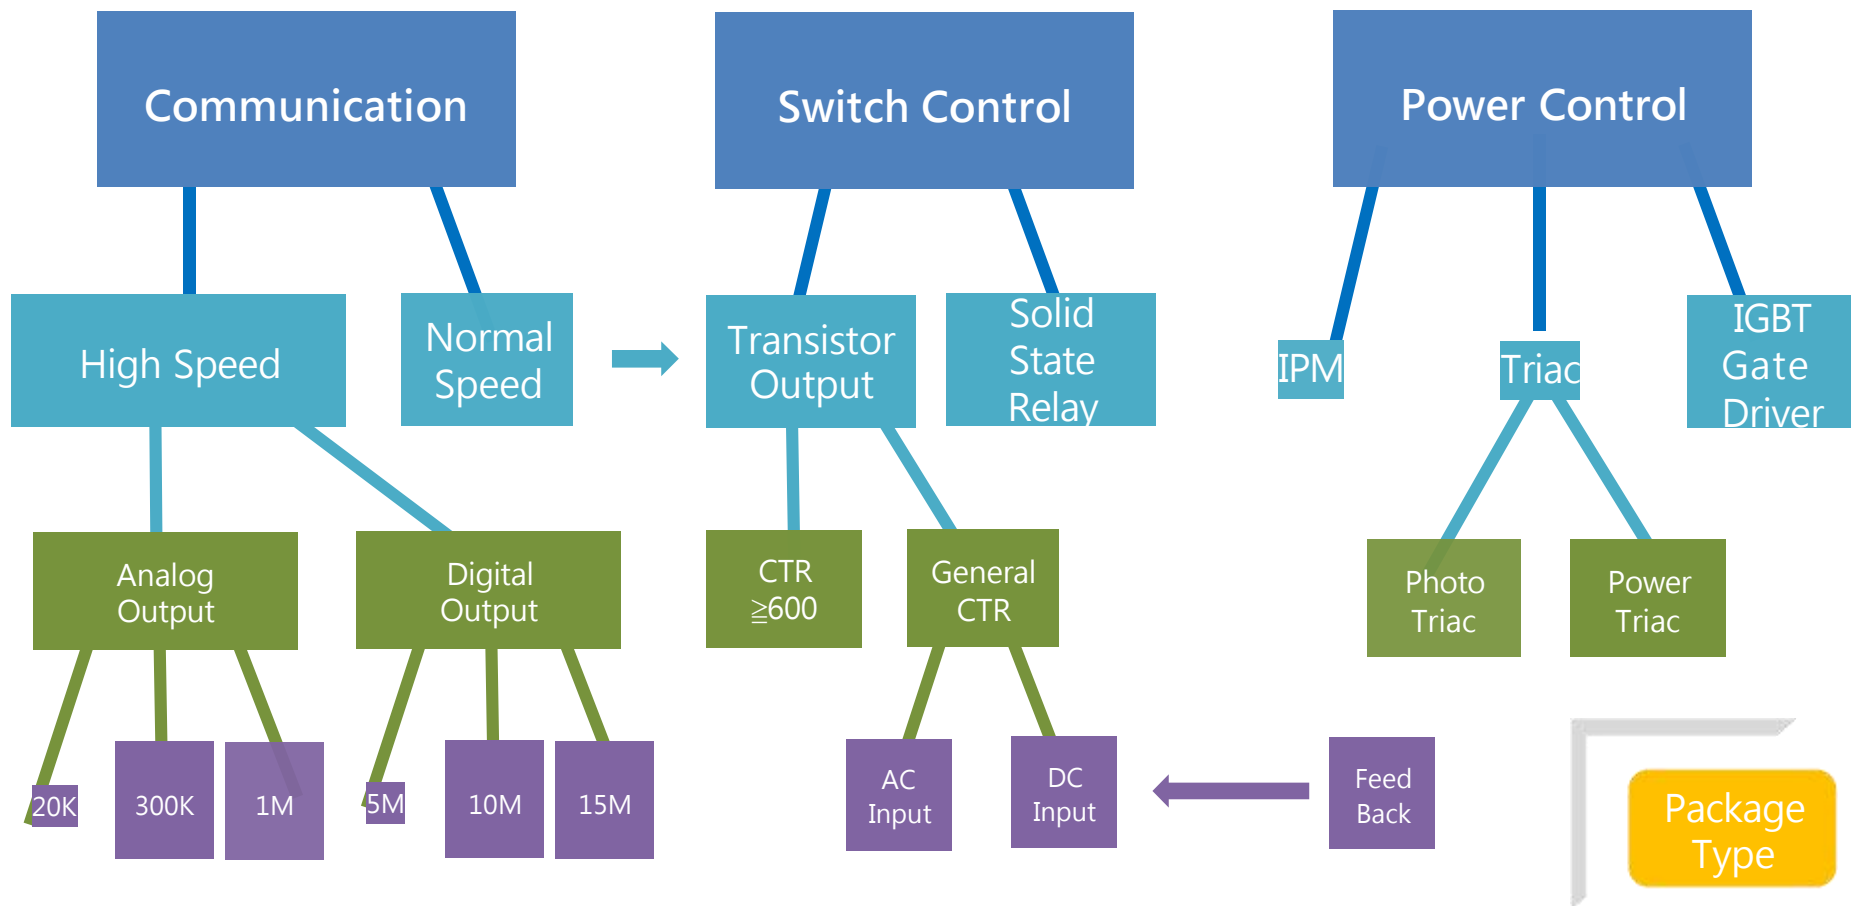 Communication
Switch Control
Power Control
High Speed
Normal
Speed
Transistor
Output
Solid
State
Relay
IPM
Triac
IGBT
Gate
Driver
Analog
Output
Digital
Output
CTR
≧600
General
CTR
Photo
Triac
Power
Triac
20K
300K
1M
5M
10M
15M
AC
Input
DC
Input
Feed
Back
Package
Type